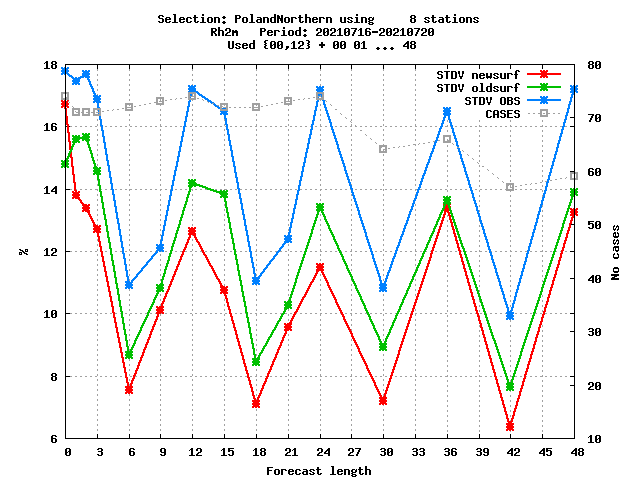 Selection: PolandNorthern using     8 stations
Rh2m   Period: 20210716-20210720
Used {00,12} + 00 01 ... 48
18
16
14
12
10
8
6
%
80
70
60
50
40
30
20
10
No cases
STDV newsurf
STDV oldsurf
STDV OBS
CASES
0 3 6 9 12 15 18 21 24 27 30 33 36 39 42 45 48
Forecast length